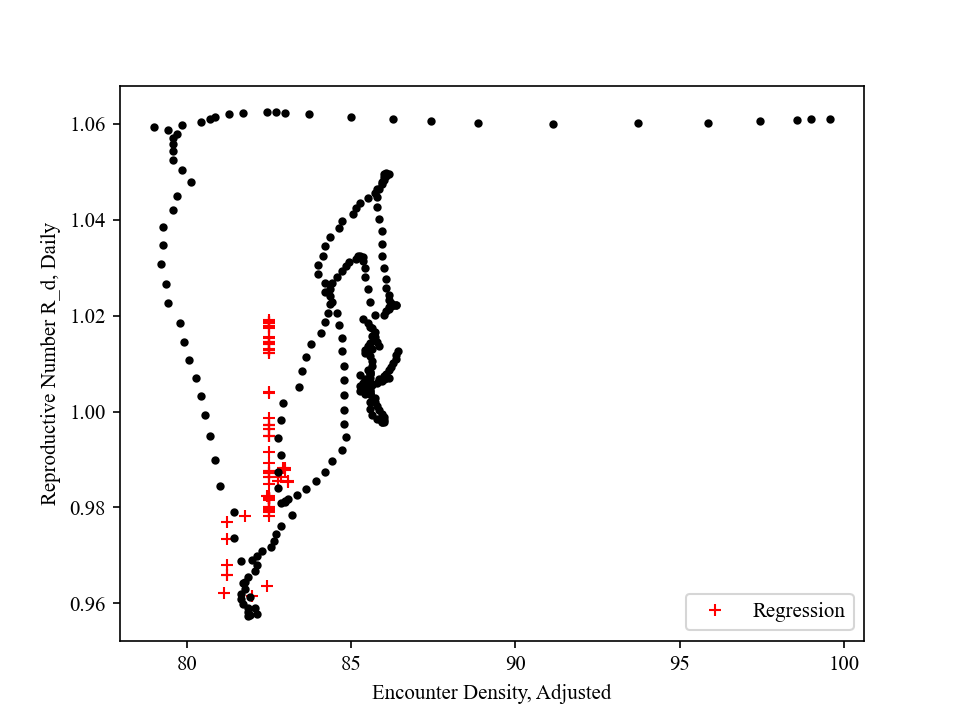 1.06
1.04
1.02
1.00
0.98
0.96
Reproductive Number R_d, Daily
Regression
80 85 90 95 100
Encounter Density, Adjusted